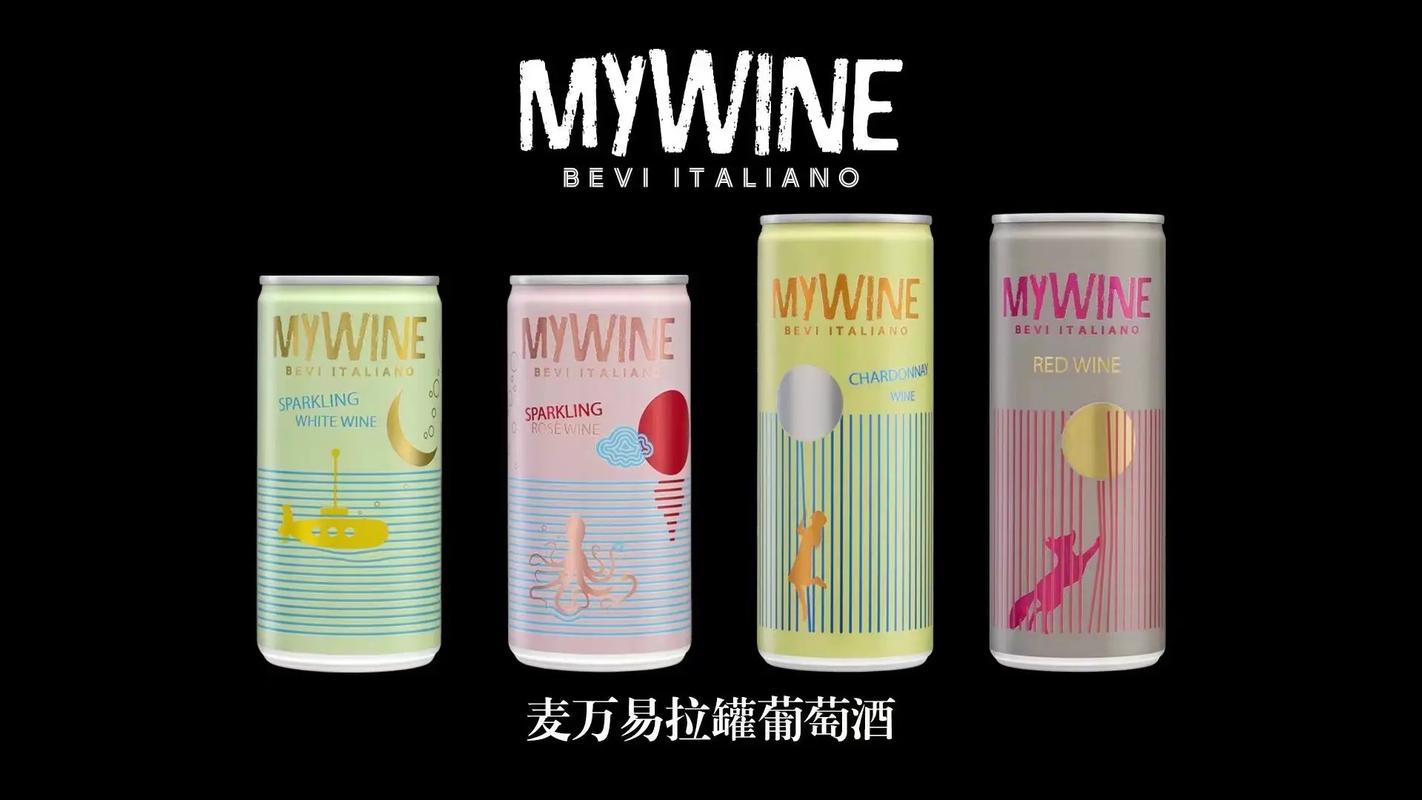 MYWINE
BEVI ITALIANO
MYWINE
BEVI ITALIANO
SPARKLING
WHITE WINE
MYWINE
BEVI ITALIANO
SPARKLING
ROSÉ WINE
MYWINE
BEVI ITALIANO
CHARDONNAY
WINE
MYWINE
BEVI ITALIANO
RED WINE
麦万易拉罐葡萄酒